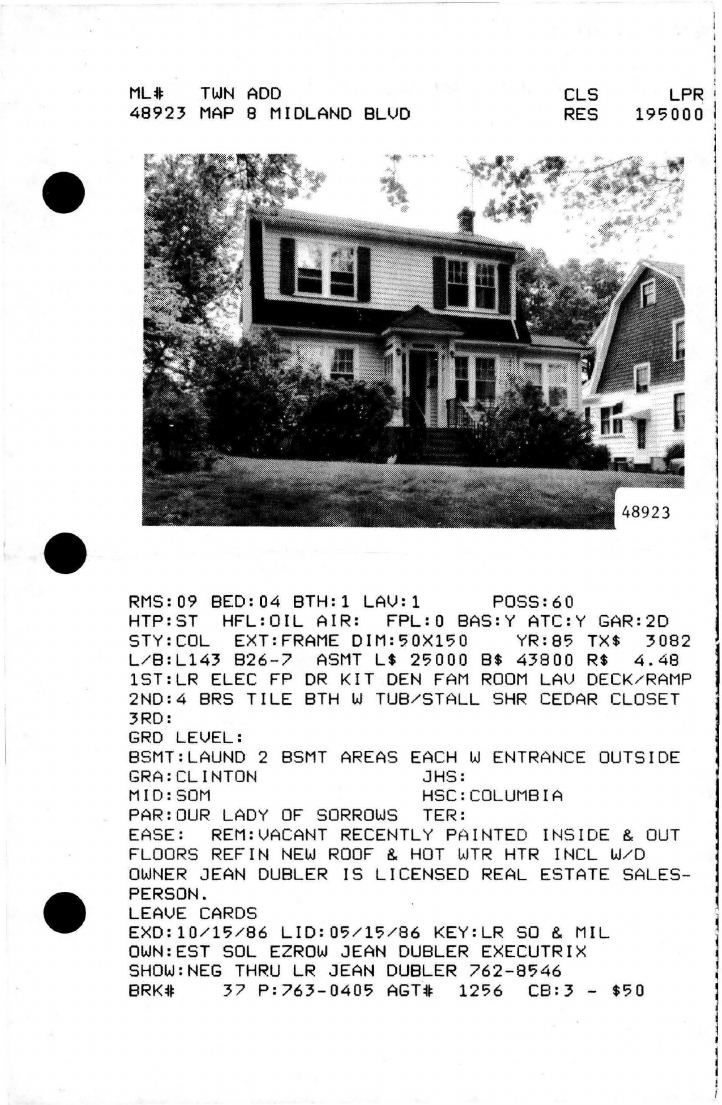 ML# TWN ADD CLS LPR
48923 MAP 8 MIDLAND BLVD RES 195000
48923
RMS:09 BED:04 BTH:1 LAV:1 POSS:60
HTP:ST HFL:OIL AIR: FPL:0 BAS:Y ATC:Y GAR:2D
STY:COL EXT:FRAME DIM:50X150 YR:85 TX$ 3082
L/B:L143 B26-7 ASMT L$ 25000 B$ 43800 R$ 4.48
1ST:LR ELEC FP DR KIT DEN FAM ROOM LAV DECK/RAMP
2ND:4 BRS TILE BTH W TUB/STALL SHR CEDAR CLOSET
3RD:
GRD LEVEL:
BSMT:LAUND 2 BSMT AREAS EACH W ENTRANCE OUTSIDE
GRA:CLINTON JHS:
MID:SOM HSC:COLUMBIA
PAR:OUR LADY OF SORROWS TER:
EASE: REM:VACANT RECENTLY PAINTED INSIDE & OUT
FLOORS REFIN NEW ROOF & HOT WTR HTR INCL W/D
OWNER JEAN DUBLER IS LICENSED REAL ESTATE SALES-
PERSON.
LEAVE CARDS
EXD:10/15/86 LID:05/15/86 KEY:LR SO & MIL
OWN:EST SOL EZROW JEAN DUBLER EXECUTRIX
SHOW:NEG THRU LR JEAN DUBLER 762-8546
BRK# 37 P:763-0405 AGT# 1256 CB:3 - $50